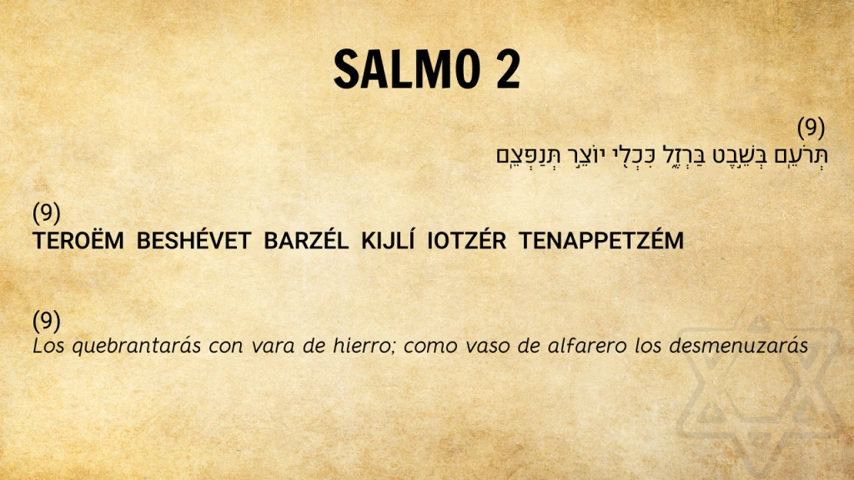 SALMO 2
(9)
תְּרֹעֵם בְּשֵׁבֶט בַּרְזֶל כִּכְלִי יוֹצֵר תְּנַפְּצֵם
(9)
TEROËM BESHÉVET BARZÉL KIJLÍ IOTZÉR TENAPPETZÉM
(9)
Los quebrantarás con vara de hierro; como vaso de alfarero los desmenuzarás